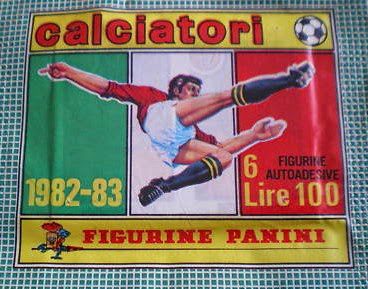 calciatori
6 FIGURINE
AUTOADESIVE
1982-83 Lire 100
FIGURINE PANINI